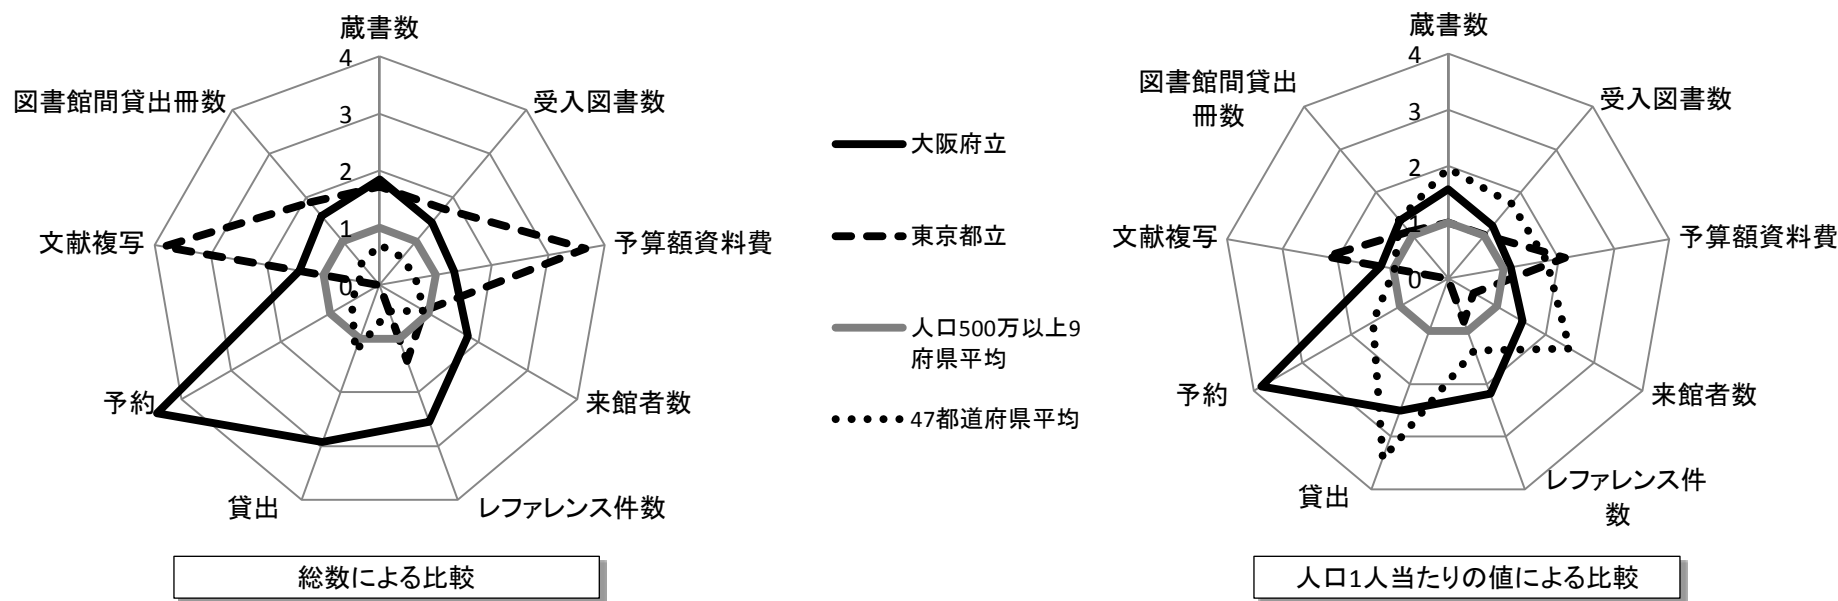 蔵書数
4
3
2
1
0
受入図書数
予算額資料費
来館者数
レファレンス件数
貸出
予約
文献複写
図書館間貸出冊数
総数による比較
大阪府立
東京都立
人口500万以上9
府県平均
47都道府県平均
蔵書数
4
3
2
1
0
受入図書数
予算額資料費
来館者数
レファレンス件
数
貸出
予約
文献複写
図書館間貸出
冊数
人口1人当たりの値による比較